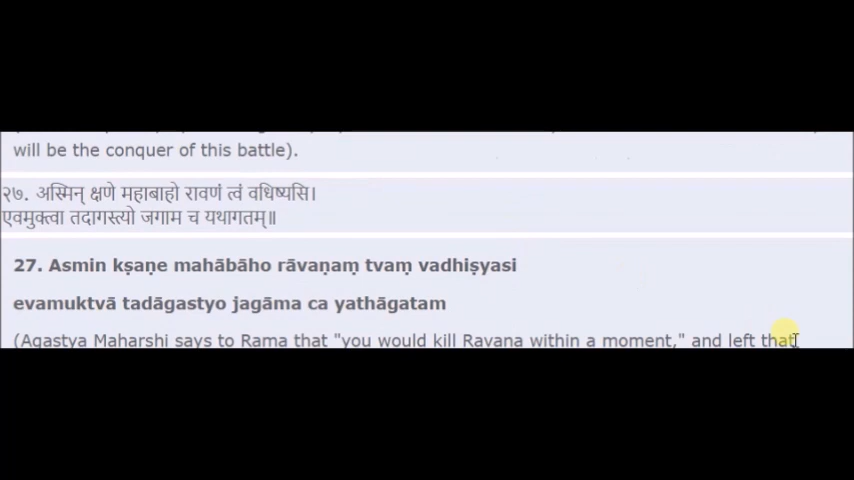 will be the conquer of this battle).
२७. अस्मिन् क्षणे महाबाहो रावणं त्वं वधिष्यसि।
एवमुक्त्वा तदागस्त्यो जगाम च यथागतम्॥
27. Asmin kṣaṇe mahābāho rāvaṇaṃ tvaṃ vadhiṣyasi
evamuktvā tadāgastyo jagāma ca yathāgatam
(Agastya Maharshi says to Rama that "you would kill Ravana within a moment," and left that